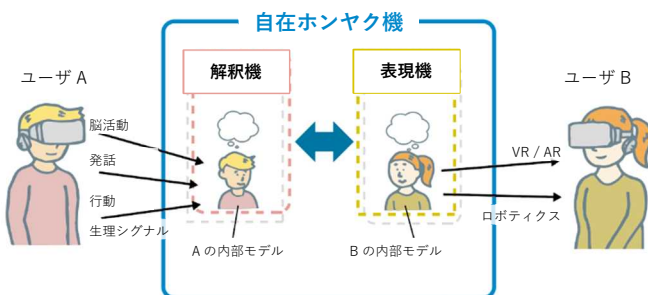 自在ホンヤク機
解釈機
表現機
ユーザ A
ユーザ B
脳活動
発話
行動
生理シグナル
VR / AR
ロボティクス
A の内部モデル
B の内部モデル